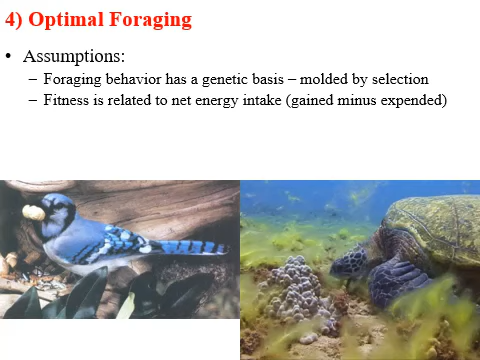 4) Optimal Foraging
• Assumptions:
– Foraging behavior has a genetic basis – molded by selection
– Fitness is related to net energy intake (gained minus expended)